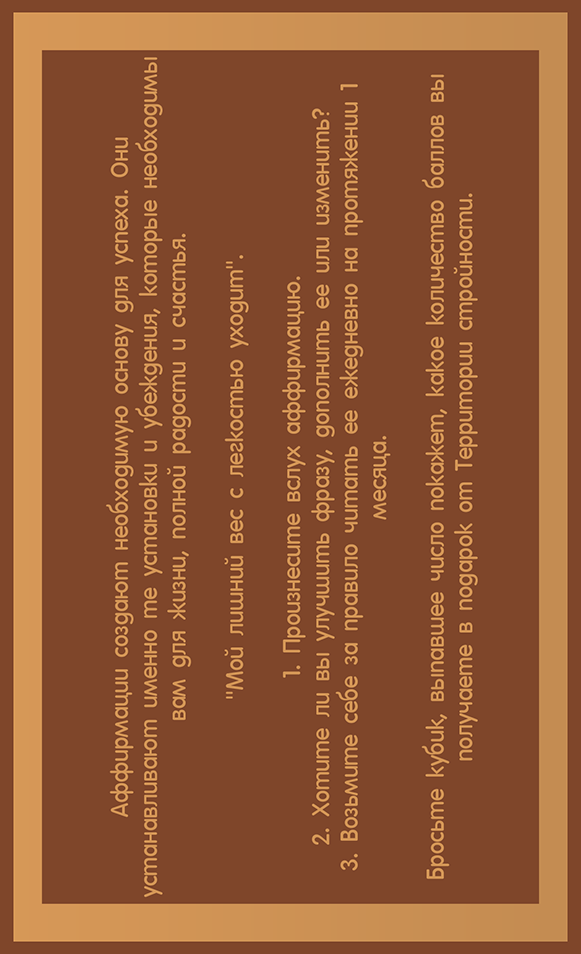 Аффирмации создают необходимую основу для успеха. Они
устанавливают именно те установки и убеждения, которые необходимы
вам для жизни, полной радости и счастья.
"Мой лишний вес с легкостью уходит".
1. Произнесите вслух аффирмацию.
2. Хотите ли вы улучшить фразу, дополнить ее или изменить?
3. Возьмите себе за правило читать ее ежедневно на протяжении 1
месяца.
Бросьте кубик, выпавшее число покажет, какое количество баллов вы
получаете в подарок от Территории стройности.